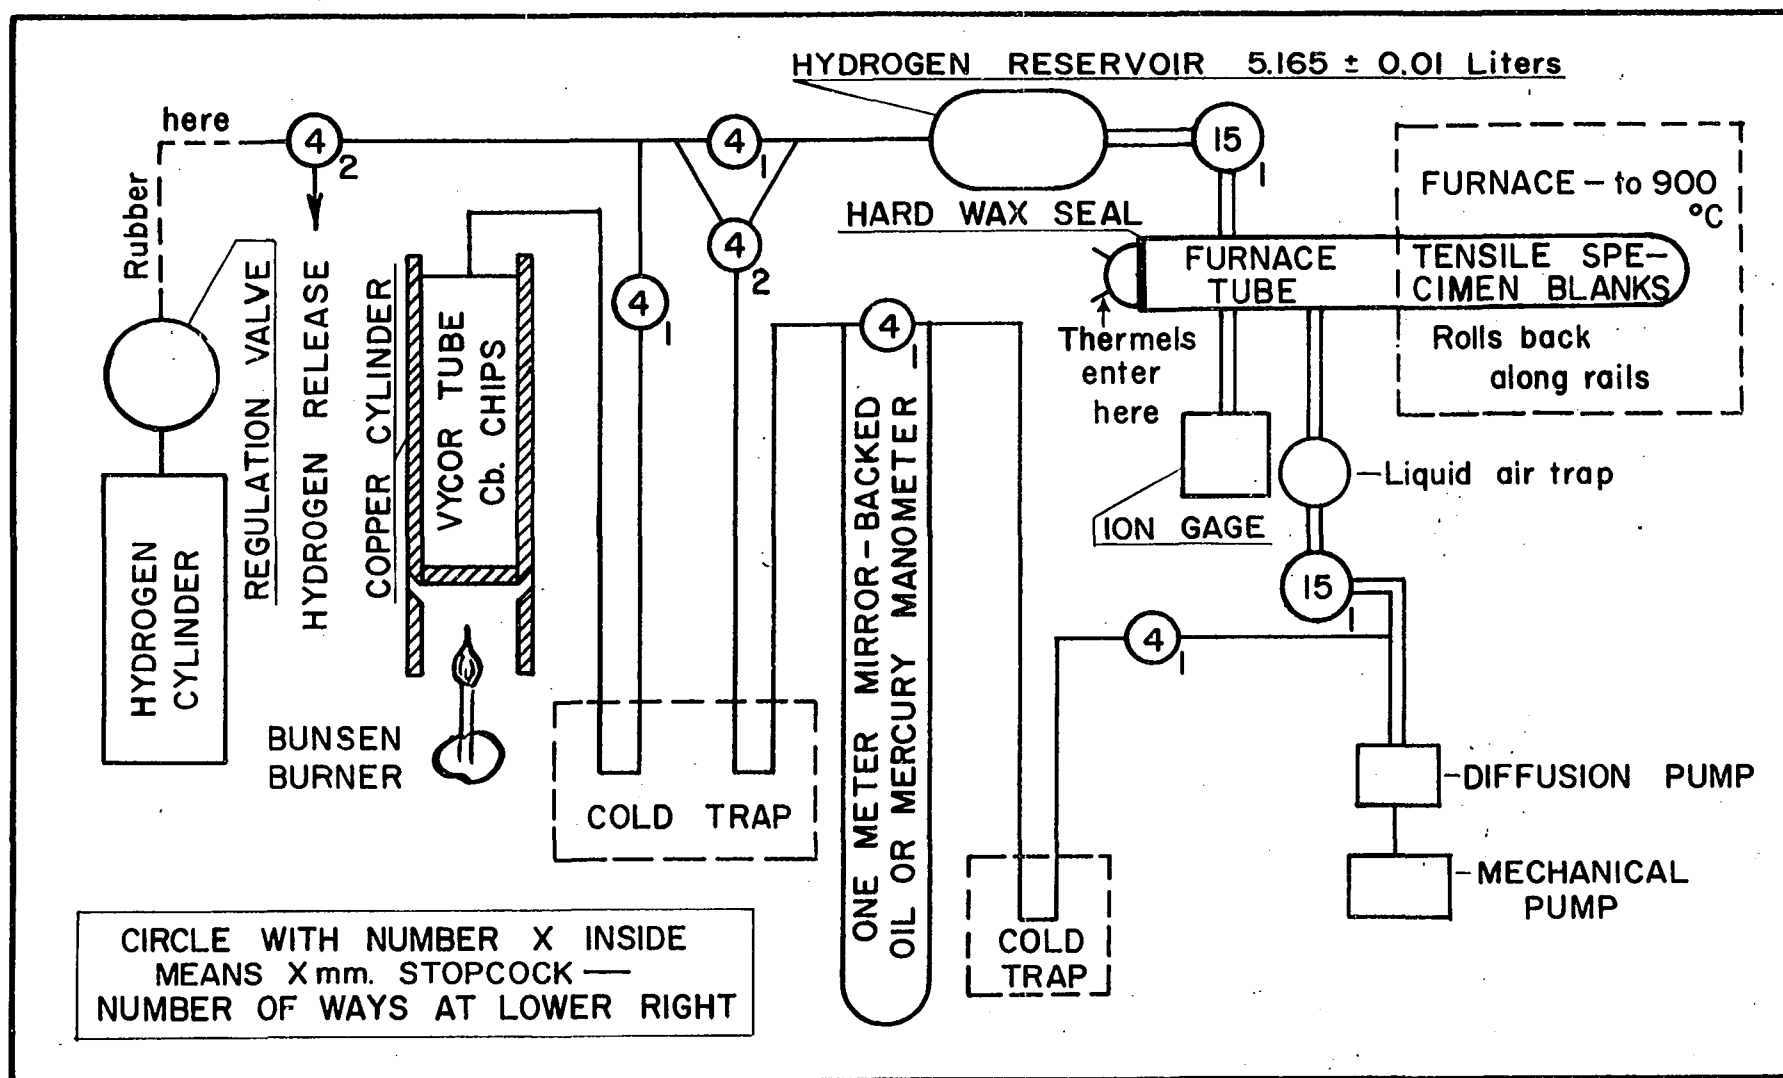 HYDROGEN RESERVOIR 5.165 ± 0.01 Liters
here
4
2
4
1
15
1
Rubber
FURNACE – to 900
°C
HARD WAX SEAL
4
2
FURNACE
TUBE
TENSILE SPE-
CIMEN BLANKS
REGULATION VALVE
HYDROGEN RELEASE
COPPER CYLINDER
VYCOR TUBE
Cb. CHIPS
4
1
4
1
Thermels
enter
here
Rolls back
along rails
ONE METER MIRROR-BACKED
OIL OR MERCURY MANOMETER
Liquid air trap
ION GAGE
HYDROGEN
CYLINDER
15
1
4
1
BUNSEN
BURNER
COLD TRAP
DIFFUSION PUMP
MECHANICAL
PUMP
COLD
TRAP
CIRCLE WITH NUMBER X INSIDE
MEANS X mm. STOPCOCK —
NUMBER OF WAYS AT LOWER RIGHT